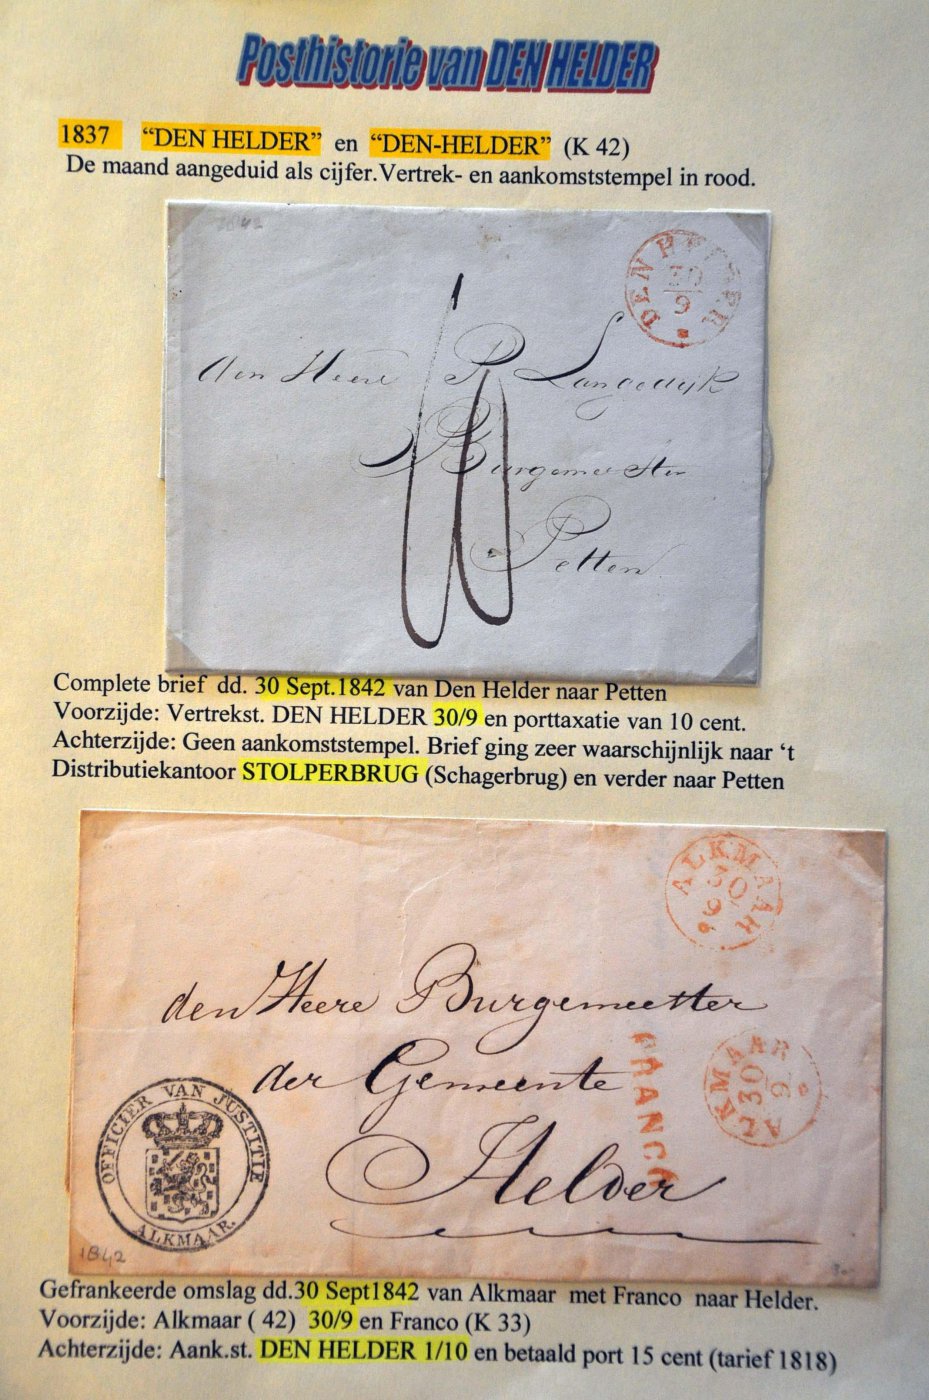 Posthistorie van DEN HELDER
1837 “DEN HELDER” en “DEN-HELDER” (K 42)
De maand aangeduid als cijfer.Vertrek- en aankomststempel in rood.
1842
DEN HELDER
30
9
den Heere P Langedijk
Burgemeester
Petten
10
Complete brief dd. 30 Sept.1842 van Den Helder naar Petten
Voorzijde: Vertrekst. DEN HELDER 30/9 en porttaxatie van 10 cent.
Achterzijde: Geen aankomststempel. Brief ging zeer waarschijnlijk naar ‘t
Distributiekantoor STOLPERBRUG (Schagerbrug) en verder naar Petten
ALKMAAR
30
9
den Heere Burgemeester
der Gemeente
Helder
FRANCO
ALKMAAR
30
9
OFFICIER VAN JUSTITIE
ALKMAAR.
1842
Gefrankeerde omslag dd.30 Sept1842 van Alkmaar met Franco naar Helder.
Voorzijde: Alkmaar ( 42) 30/9 en Franco (K 33)
Achterzijde: Aank.st. DEN HELDER 1/10 en betaald port 15 cent (tarief 1818)